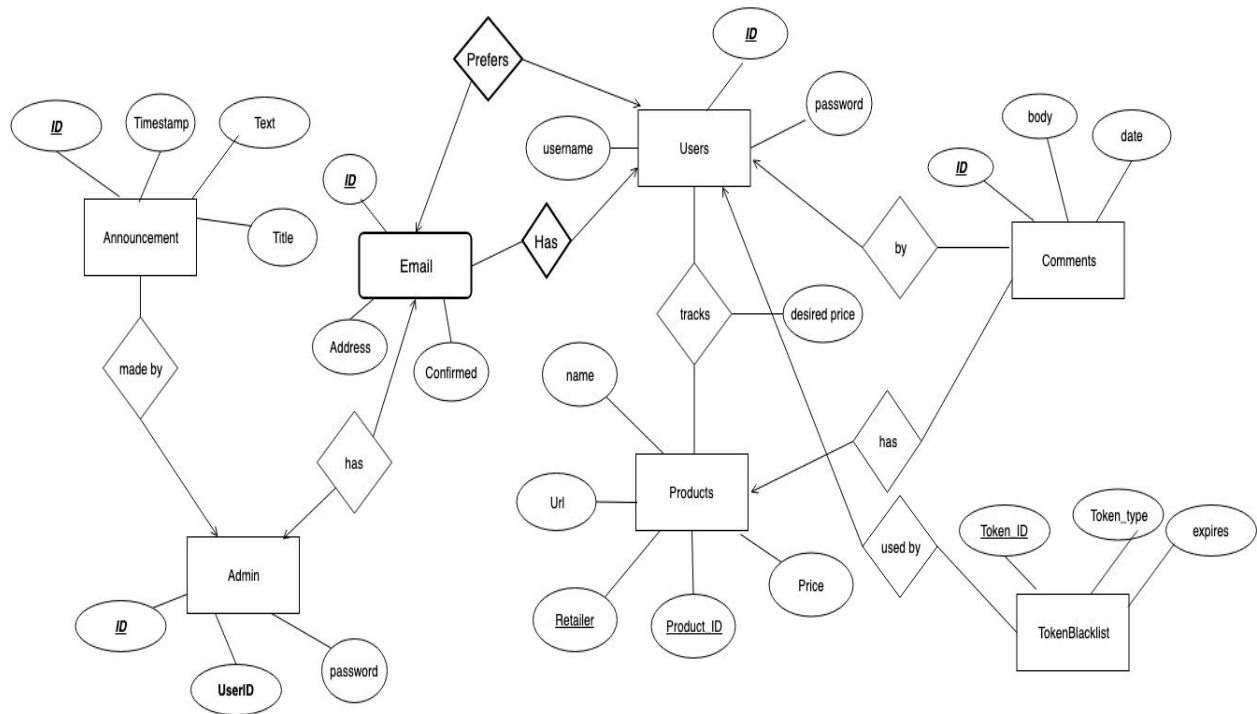 Prefers
ID
password
username
Users
body
date
ID
Timestamp
Text
ID
ID
Announcement
Title
Email
Has
by
Comments
Address
Confirmed
tracks
desired price
made by
name
has
has
Url
Products
Token_ID
Token_type
expires
used by
Admin
Retailer
Product_ID
Price
TokenBlacklist
ID
UserID
password